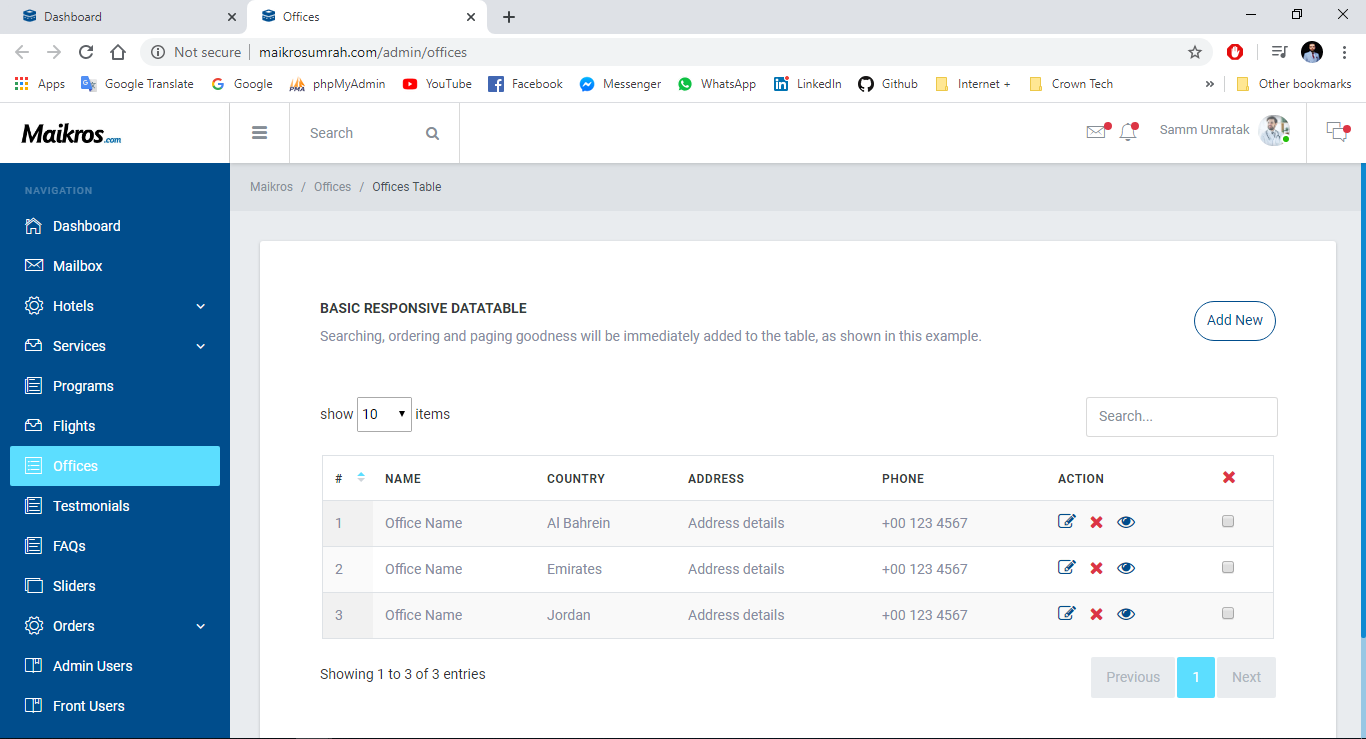 Dashboard
Offices
Not secure
maikrosumrah.com/admin/offices
Apps
Google Translate
Google
phpMyAdmin
YouTube
Facebook
Messenger
WhatsApp
LinkedIn
Github
Internet +
Crown Tech
»
Other bookmarks
Maikros.com
Search
Samm Umratak
NAVIGATION
Dashboard
Mailbox
Hotels
Services
Programs
Flights
Offices
Testmonials
FAQs
Sliders
Orders
Admin Users
Front Users
Maikros / Offices / Offices Table
BASIC RESPONSIVE DATATABLE
Searching, ordering and paging goodness will be immediately added to the table, as shown in this example.
Add New
show 10 items
Search...
# NAME COUNTRY ADDRESS PHONE ACTION
1 Office Name Al Bahrein Address details +00 123 4567
2 Office Name Emirates Address details +00 123 4567
3 Office Name Jordan Address details +00 123 4567
Showing 1 to 3 of 3 entries
Previous 1 Next